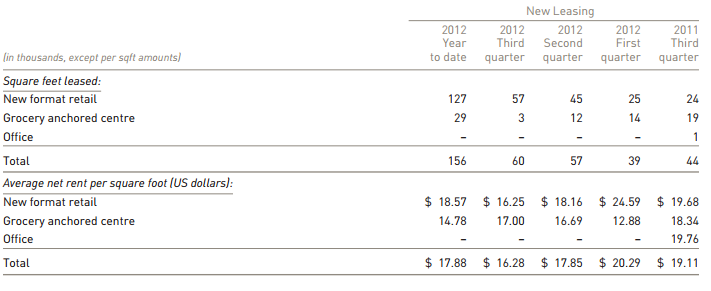 New Leasing
2012 2012 2012 2012 2011
Year Third Second First Third
(in thousands, except per sqft amounts) to date quarter quarter quarter quarter
Square feet leased:
New format retail 127 57 45 25 24
Grocery anchored centre 29 3 12 14 19
Office – – – – 1
Total 156 60 57 39 44
Average net rent per square foot (US dollars):
New format retail $ 18.57 $ 16.25 $ 18.16 $ 24.59 $ 19.68
Grocery anchored centre 14.78 17.00 16.69 12.88 18.34
Office – – – – 19.76
Total $ 17.88 $ 16.28 $ 17.85 $ 20.29 $ 19.11